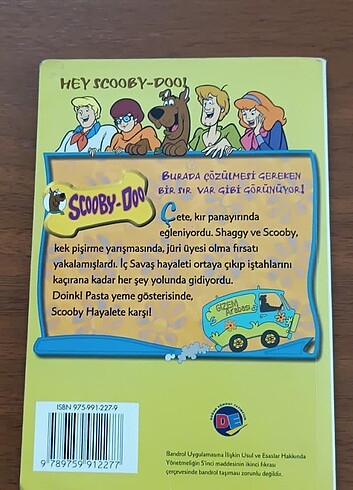 HEY SCOOBY-DOO!
BURADA ÇÖZÜLMESİ GEREKEN
BİR SIR VAR GİBİ GÖRÜNÜYOR!
SCOOBY-DOO
Çete, kır panayırında
eğleniyordu. Shaggy ve Scooby,
kek pişirme yarışmasında, jüri üyesi olma fırsatı
yakalamışlardı. İç Savaş hayaleti ortaya çıkıp iştahlarını
kaçırana kadar her şey yolunda gidiyordu.
Doink! Pasta yeme gösterisinde,
Scooby Hayalete karşı!
GİZEM
Arabası
ISBN 975-991-227-9
9 789759 912277
DE
Bandrol Uygulamasına İlişkin Usul ve Esaslar Hakkında
Yönetmeliğin 5'inci maddesinin ikinci fıkrası
çerçevesinde bandrol taşıması zorunlu değildir.